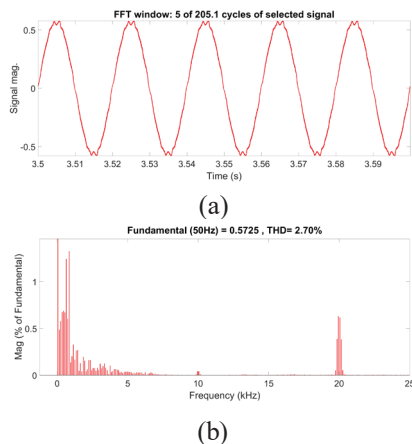 FFT window: 5 of 205.1 cycles of selected signal
Signal mag.
0.5
0
-0.5
3.5 3.51 3.52 3.53 3.54 3.55 3.56 3.57 3.58 3.59
Time (s)
(a)
Fundamental (50Hz) = 0.5725 , THD= 2.70%
Mag (% of Fundamental)
1
0.5
0
0 5 10 15 20 25
Frequency (kHz)
(b)